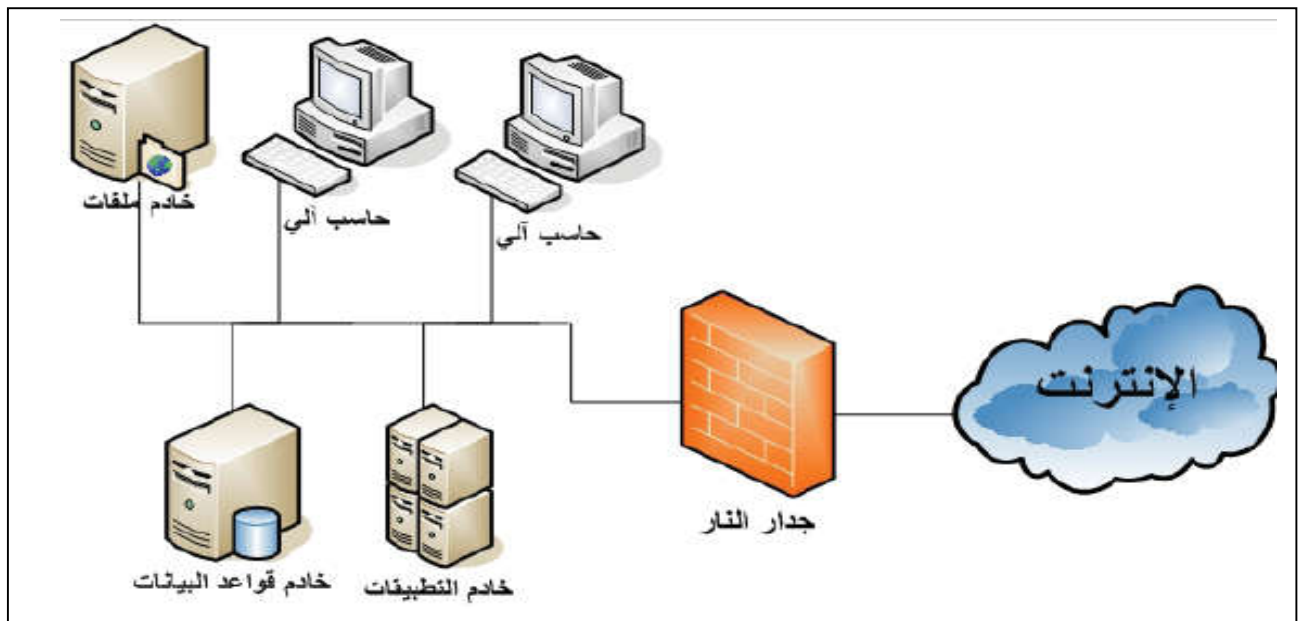 خادم ملفات
حاسب آلي
حاسب آلي
الإنترنت
جدار النار
خادم قواعد البيانات
خادم التطبيقات